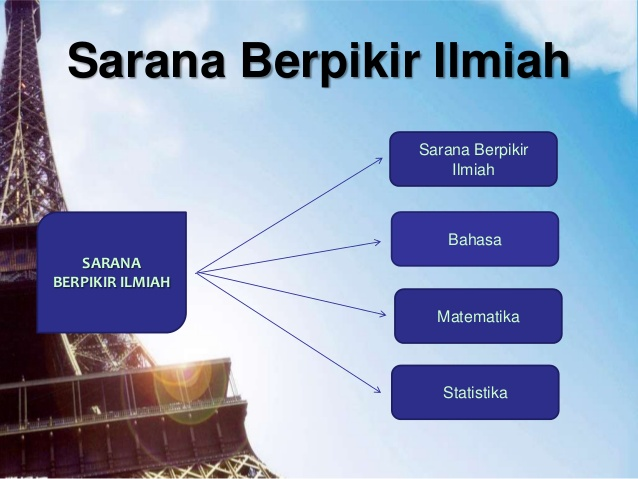 Sarana Berpikir Ilmiah
SARANA
BERPIKIR ILMIAH
Sarana Berpikir
Ilmiah
Bahasa
Matematika
Statistika